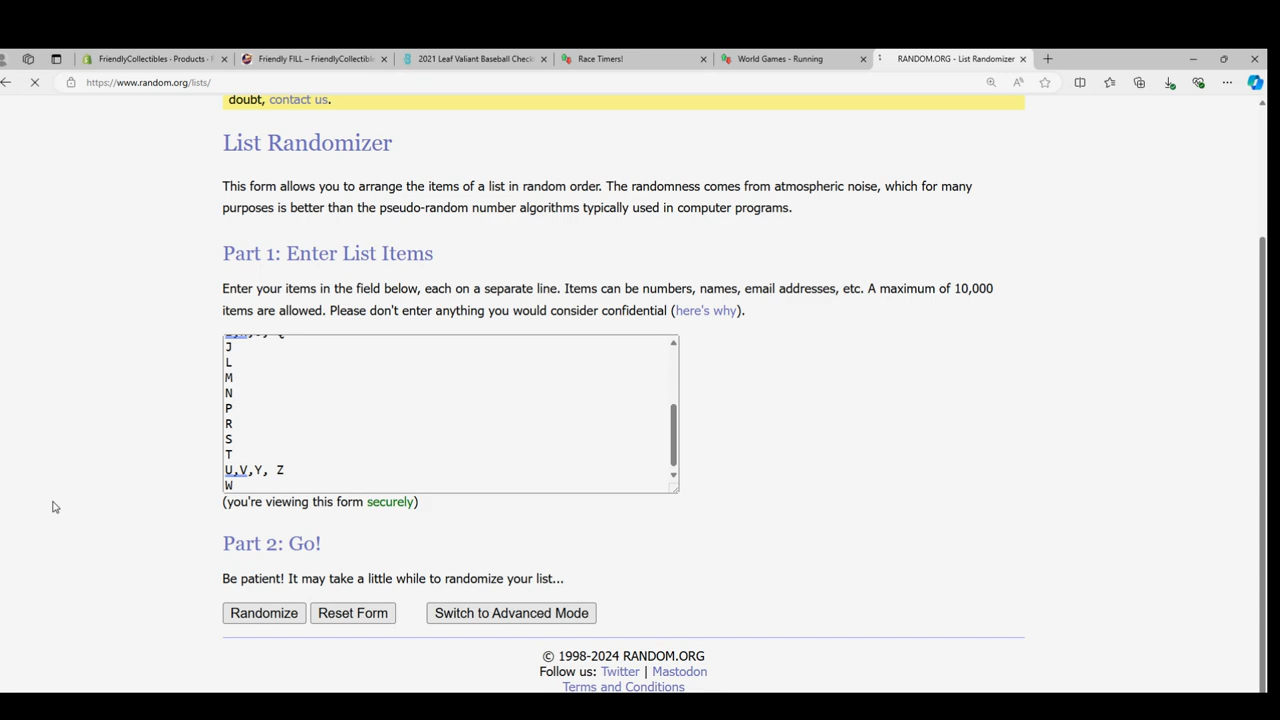 FriendlyCollectibles - Products - F
Friendly FILL – FriendlyCollectible
2021 Leaf Valiant Baseball Check
Race Timers!
World Games - Running
RANDOM.ORG - List Randomizer
https://www.random.org/lists/
doubt, contact us.
List Randomizer
This form allows you to arrange the items of a list in random order. The randomness comes from atmospheric noise, which for many
purposes is better than the pseudo-random number algorithms typically used in computer programs.
Part 1: Enter List Items
Enter your items in the field below, each on a separate line. Items can be numbers, names, email addresses, etc. A maximum of 10,000
items are allowed. Please don't enter anything you would consider confidential (here's why).
J
L
M
N
P
R
S
T
U,V,Y, Z
W
(you're viewing this form securely)
Part 2: Go!
Be patient! It may take a little while to randomize your list...
Randomize
Reset Form
Switch to Advanced Mode
© 1998-2024 RANDOM.ORG
Follow us: Twitter | Mastodon
Terms and Conditions